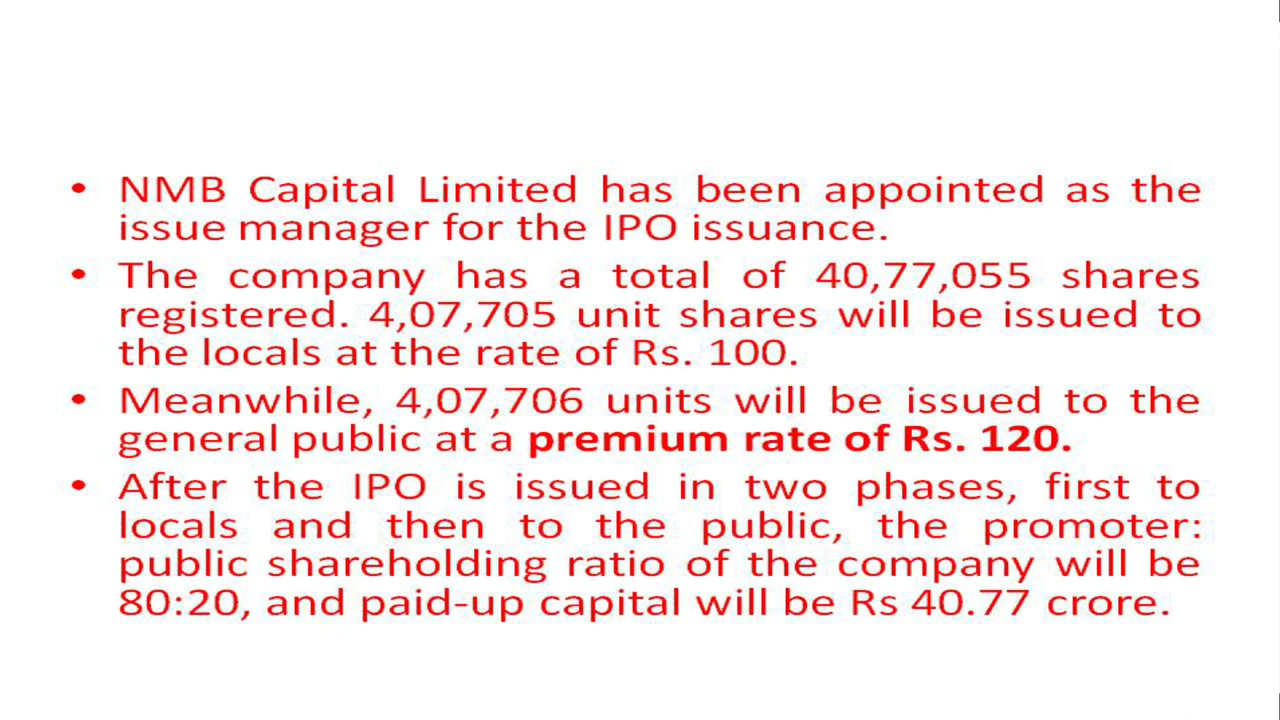 • NMB Capital Limited has been appointed as the
issue manager for the IPO issuance.
• The company has a total of 40,77,055 shares
registered. 4,07,705 unit shares will be issued to
the locals at the rate of Rs. 100.
• Meanwhile, 4,07,706 units will be issued to the
general public at a premium rate of Rs. 120.
• After the IPO is issued in two phases, first to
locals and then to the public, the promoter:
public shareholding ratio of the company will be
80:20, and paid-up capital will be Rs 40.77 crore.